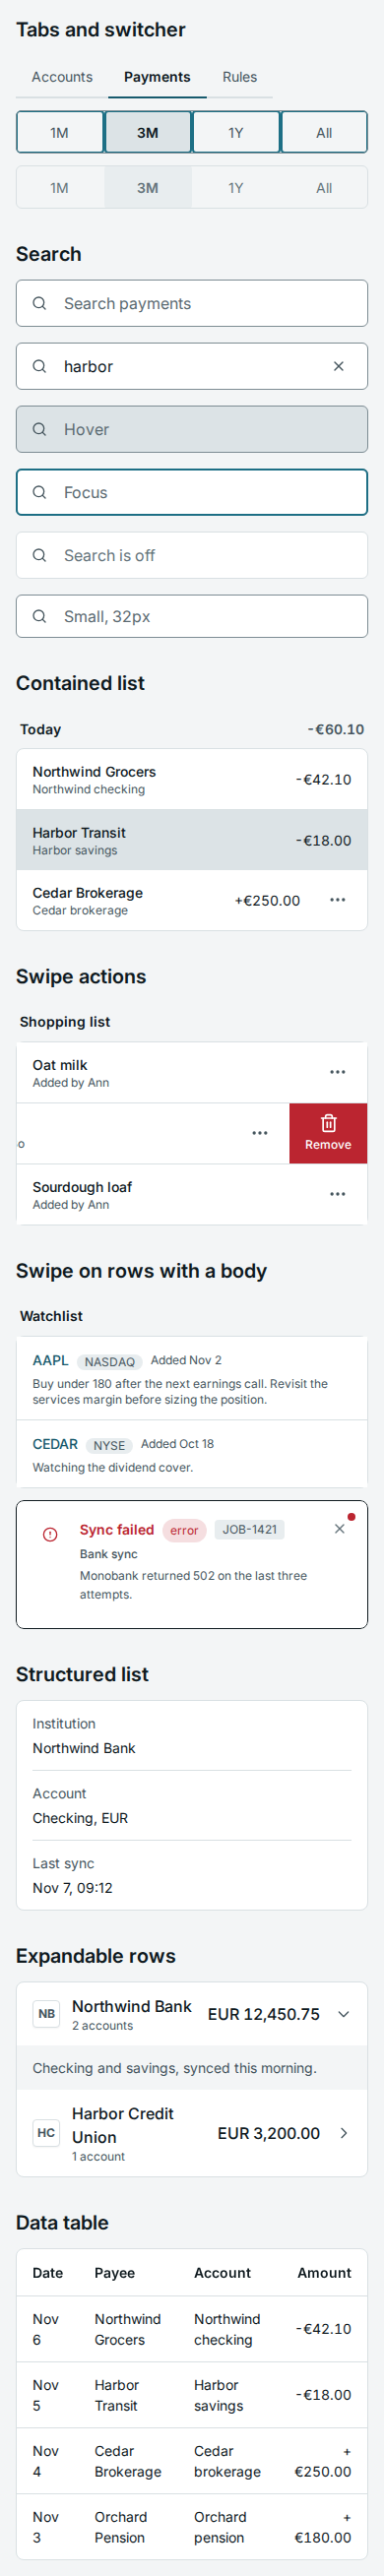 Tabs and switcher
Accounts Payments Rules
1M 3M 1Y All
1M 3M 1Y All
Search
Search payments
harbor
Hover
Focus
Search is off
Small, 32px
Contained list
Today -€60.10
Northwind Grocers
Northwind checking
-€42.10
Harbor Transit
Harbor savings
-€18.00
Cedar Brokerage
Cedar brokerage
+€250.00
Swipe actions
Shopping list
Oat milk
Added by Ann
o
Remove
Sourdough loaf
Added by Ann
Swipe on rows with a body
Watchlist
AAPL NASDAQ Added Nov 2
Buy under 180 after the next earnings call. Revisit the
services margin before sizing the position.
CEDAR NYSE Added Oct 18
Watching the dividend cover.
Sync failed error JOB-1421
Bank sync
Monobank returned 502 on the last three
attempts.
Structured list
Institution
Northwind Bank
Account
Checking, EUR
Last sync
Nov 7, 09:12
Expandable rows
NB Northwind Bank EUR 12,450.75
2 accounts
Checking and savings, synced this morning.
HC Harbor Credit
Union
EUR 3,200.00
1 account
Data table
Date Payee Account Amount
Nov
6
Northwind
Grocers
Northwind
checking
-€42.10
Nov
5
Harbor
Transit
Harbor
savings
-€18.00
Nov
4
Cedar
Brokerage
Cedar
brokerage
+
€250.00
Nov
3
Orchard
Pension
Orchard
pension
+
€180.00